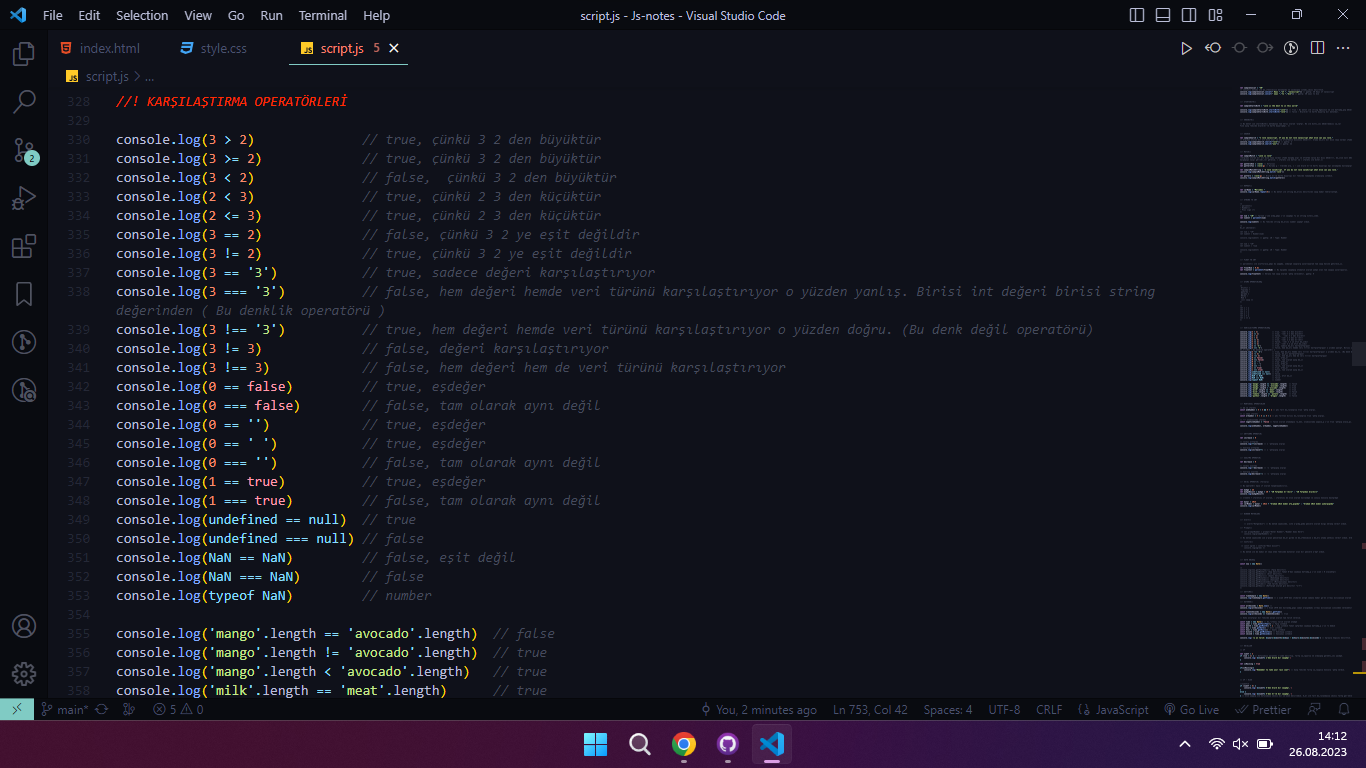 File Edit Selection View Go Run Terminal Help script.js - Js-notes - Visual Studio Code
index.html style.css JS script.js 5
JS script.js > ...
328 //! KARŞILAŞTIRMA OPERATÖRLERİ
329
330 console.log(3 > 2) // true, çünkü 3 2 den büyüktür
331 console.log(3 >= 2) // true, çünkü 3 2 den büyüktür
332 console.log(3 < 2) // false,  çünkü 3 2 den büyüktür
333 console.log(2 < 3) // true, çünkü 2 3 den küçüktür
334 console.log(2 <= 3) // true, çünkü 2 3 den küçüktür
335 console.log(3 == 2) // false, çünkü 3 2 ye eşit değildir
336 console.log(3 != 2) // true, çünkü 3 2 ye eşit değildir
337 console.log(3 == '3') // true, sadece değeri karşılaştırıyor
338 console.log(3 === '3') // false, hem değeri hemde veri türünü karşılaştırıyor o yüzden yanlış. Birisi int değeri birisi string
değerinden ( Bu denklik operatörü )
339 console.log(3 !== '3') // true, hem değeri hemde veri türünü karşılaştırıyor o yüzden doğru. (Bu denk değil operatörü)
340 console.log(3 != 3) // false, değeri karşılaştırıyor
341 console.log(3 !== 3) // false, hem değeri hem de veri türünü karşılaştırıyor
342 console.log(0 == false) // true, eşdeğer
343 console.log(0 === false) // false, tam olarak aynı değil
344 console.log(0 == '') // true, eşdeğer
345 console.log(0 == ' ') // true, eşdeğer
346 console.log(0 === '') // false, tam olarak aynı değil
347 console.log(1 == true) // true, eşdeğer
348 console.log(1 === true) // false, tam olarak aynı değil
349 console.log(undefined == null) // true
350 console.log(undefined === null) // false
351 console.log(NaN == NaN) // false, eşit değil
352 console.log(NaN === NaN) // false
353 console.log(typeof NaN) // number
354
355 console.log('mango'.length == 'avocado'.length) // false
356 console.log('mango'.length != 'avocado'.length) // true
357 console.log('mango'.length < 'avocado'.length) // true
358 console.log('milk'.length == 'meat'.length) // true
2
main* 5 0 You, 2 minutes ago Ln 753, Col 42 Spaces: 4 UTF-8 CRLF {} JavaScript Go Live Prettier
14:12
26.08.2023